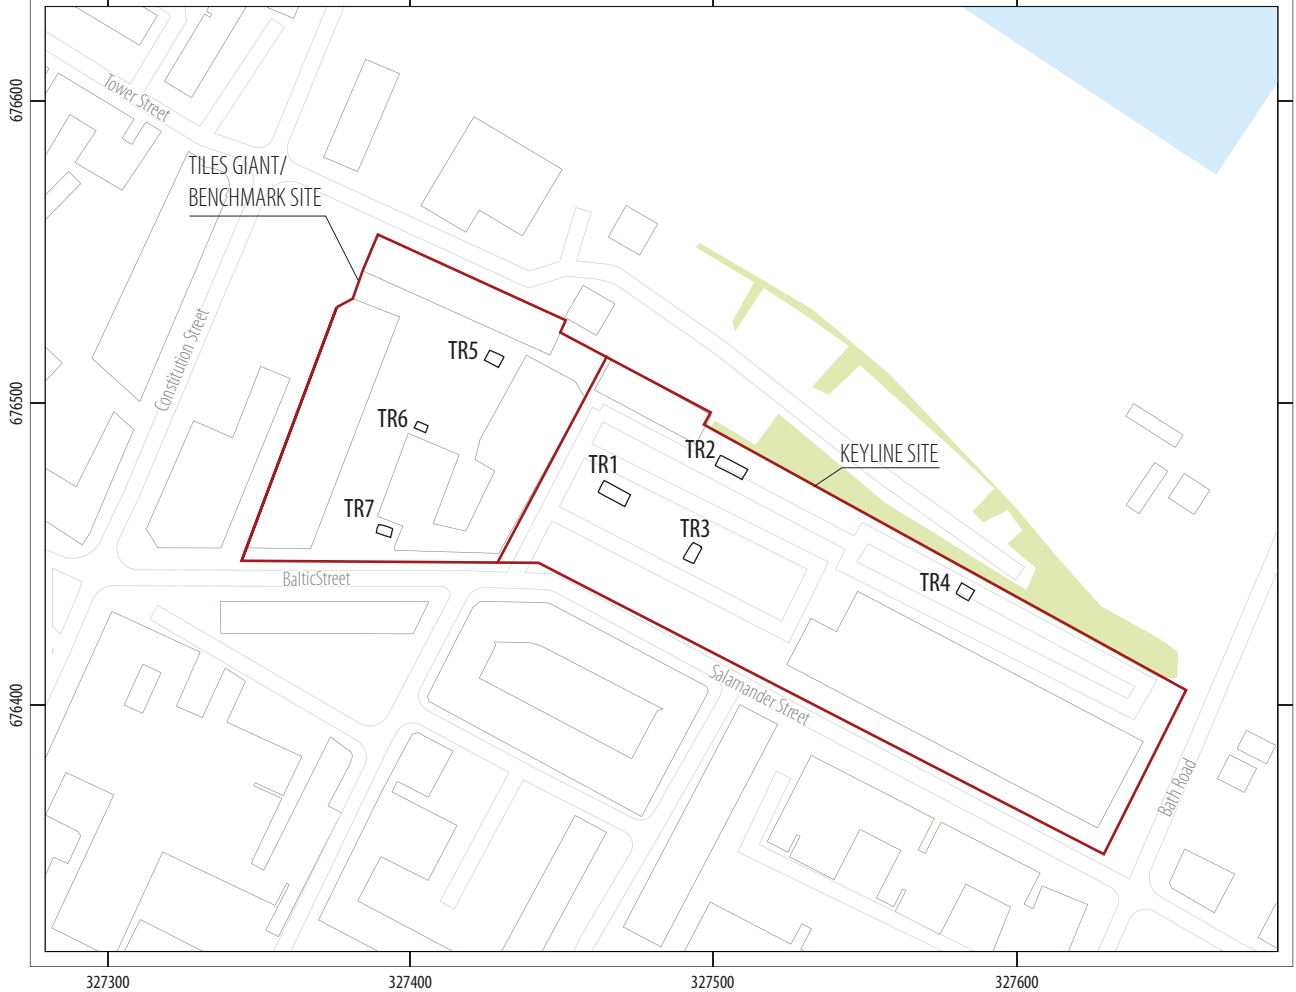 676600
Tower Street
TILES GIANT/
BENCHMARK SITE
Constitution Street
TR5
676500
TR6
TR2
KEYLINE SITE
TR1
TR7
TR3
BalticStreet
TR4
Salamander Street
676400
Bath Road
327300
327400
327500
327600